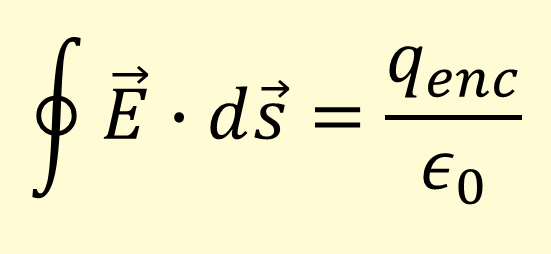 ∮ E⃗ · ds⃗ = q_enc / ϵ₀